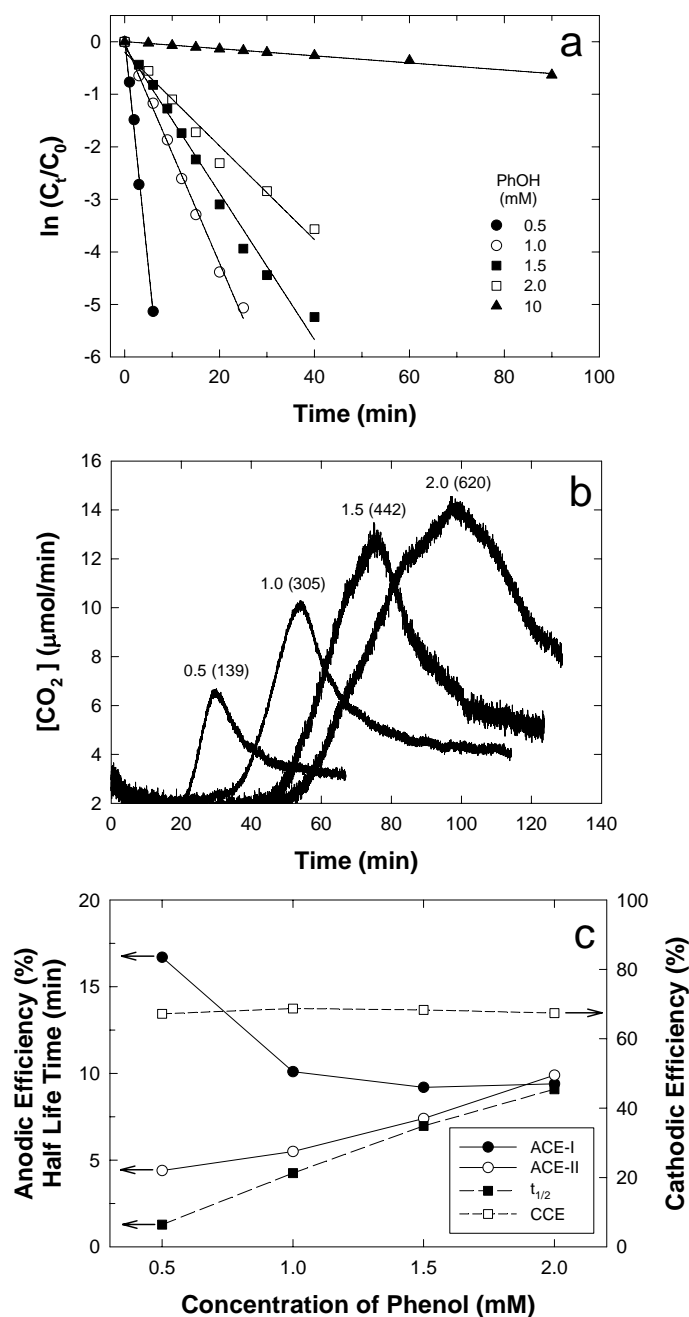 a
0
-1
-2
-3
-4
-5
-6
ln (Cₜ/C₀)
PhOH
(mM)
0.5
1.0
1.5
2.0
10
0 20 40 60 80 100
Time (min)
b
16
14
12
10
8
6
4
2
[CO₂ ] (μmol/min)
0.5 (139)
1.0 (305)
1.5 (442)
2.0 (620)
0 20 40 60 80 100 120 140
Time (min)
c
20
15
10
5
0
Anodic Efficiency (%)
Half Life Time (min)
100
80
60
40
20
0
Cathodic Efficiency (%)
ACE-I
ACE-II
t₁/₂
CCE
0.5 1.0 1.5 2.0
Concentration of Phenol (mM)